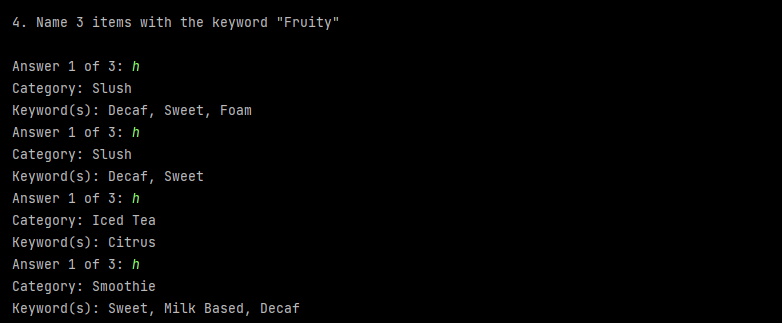 4. Name 3 items with the keyword "Fruity"
Answer 1 of 3: h
Category: Slush
Keyword(s): Decaf, Sweet, Foam
Answer 1 of 3: h
Category: Slush
Keyword(s): Decaf, Sweet
Answer 1 of 3: h
Category: Iced Tea
Keyword(s): Citrus
Answer 1 of 3: h
Category: Smoothie
Keyword(s): Sweet, Milk Based, Decaf